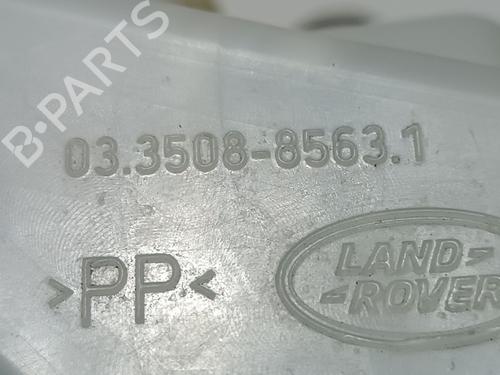 B-PARTS
03.3508-8563.1
>PP<
LAND
ROVER